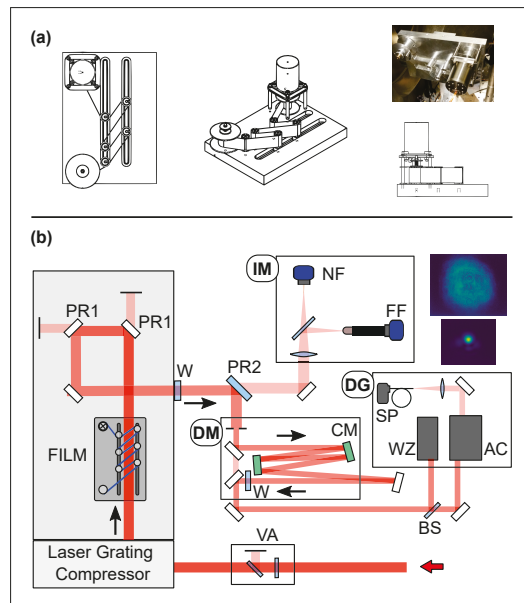 (a)
(b)
IM
NF
FF
PR1
PR1
W
PR2
DG
SP
DM
CM
WZ
AC
FILM
W
BS
VA
Laser Grating
Compressor